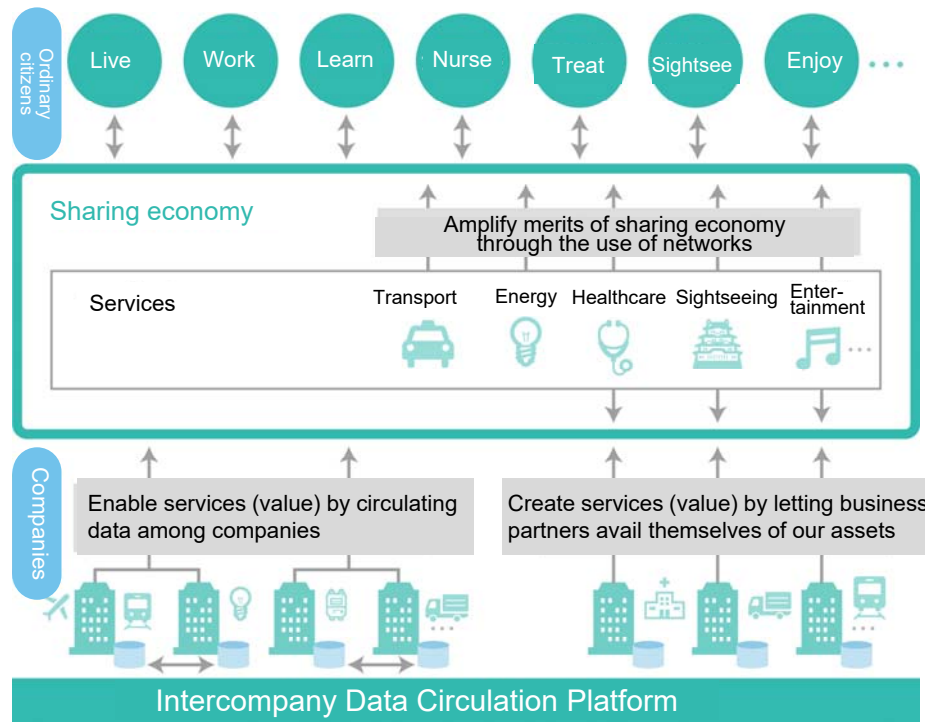 Ordinary
citizens
Live
Work
Learn
Nurse
Treat
Sightsee
Enjoy
...
Sharing economy
Amplify merits of sharing economy
through the use of networks
Services
Transport
Energy
Healthcare
Sightseeing
Enter-
tainment
...
Companies
Enable services (value) by circulating
data among companies
Create services (value) by letting business
partners avail themselves of our assets
...
...
Intercompany Data Circulation Platform